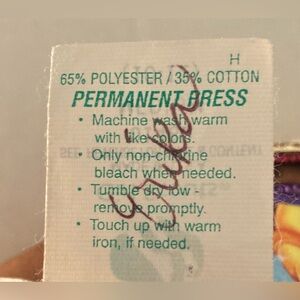 H
65% POLYESTER / 35% COTTON
PERMANENT PRESS
• Machine wash warm
with like colors.
• Only non-chlorine
bleach when needed.
• Tumble dry low -
remove promptly.
• Touch up with warm
iron, if needed.